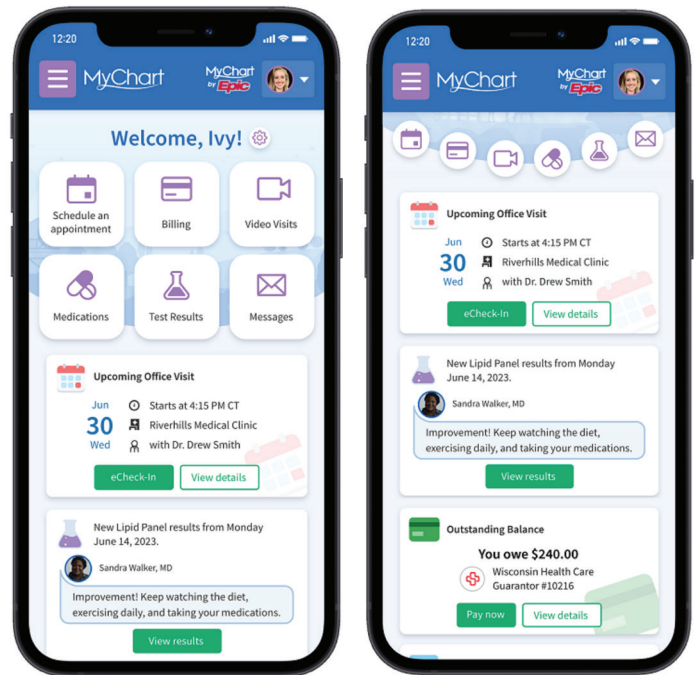 12:20
MyChart
MyChart
by Epic
Welcome, Ivy!
Schedule an
appointment
Billing
Video Visits
Medications
Test Results
Messages
Upcoming Office Visit
Jun
30
Wed
Starts at 4:15 PM CT
Riverhills Medical Clinic
with Dr. Drew Smith
eCheck-In
View details
New Lipid Panel results from Monday
June 14, 2023.
Sandra Walker, MD
Improvement! Keep watching the diet,
exercising daily, and taking your medications.
View results
12:20
MyChart
MyChart
by Epic
Upcoming Office Visit
Jun
30
Wed
Starts at 4:15 PM CT
Riverhills Medical Clinic
with Dr. Drew Smith
eCheck-In
View details
New Lipid Panel results from Monday
June 14, 2023.
Sandra Walker, MD
Improvement! Keep watching the diet,
exercising daily, and taking your medications.
View results
Outstanding Balance
You owe $240.00
Wisconsin Health Care
Guarantor #10216
Pay now
View details